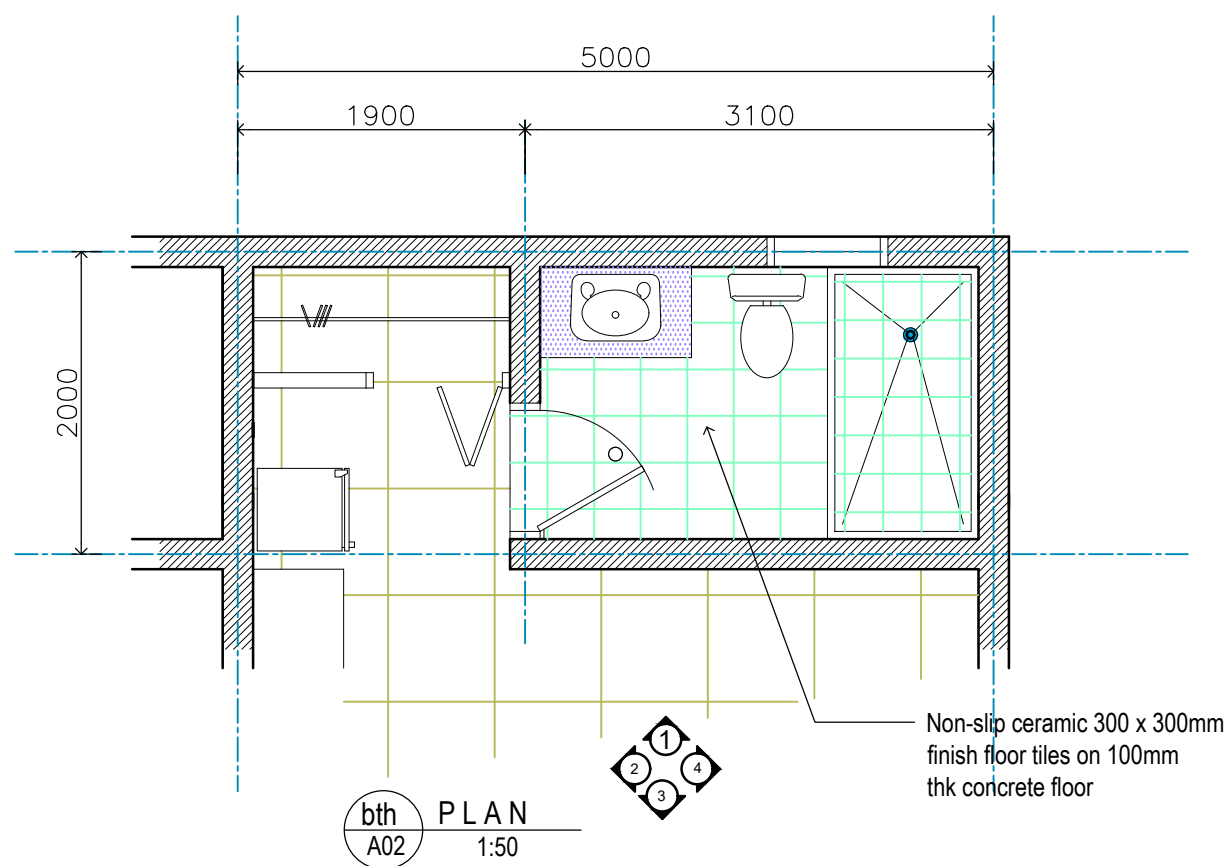 5000
1900
3100
2000
Non-slip ceramic 300 x 300mm
finish floor tiles on 100mm
thk concrete floor
1
2
4
3
bth
PLAN
A02
1:50